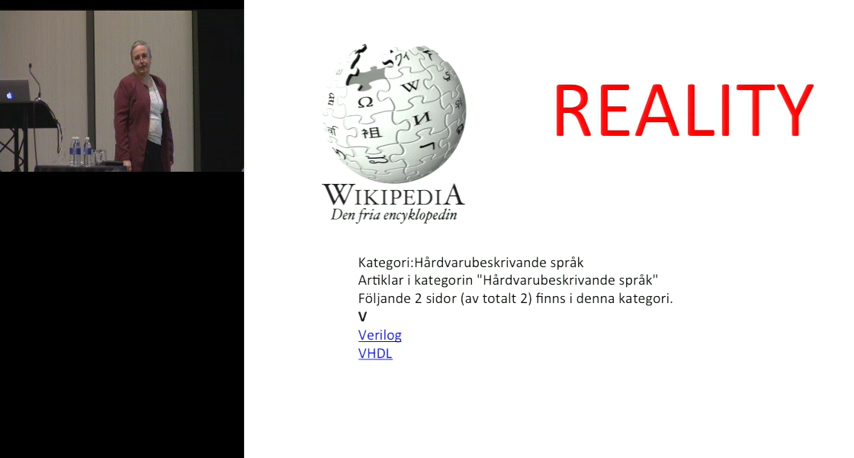 REALITY
WIKIPEDIA
Den fria encyklopedin
Kategori:Hårdvarubeskrivande språk
Artiklar i kategorin "Hårdvarubeskrivande språk"
Följande 2 sidor (av totalt 2) finns i denna kategori.
V
Verilog
VHDL